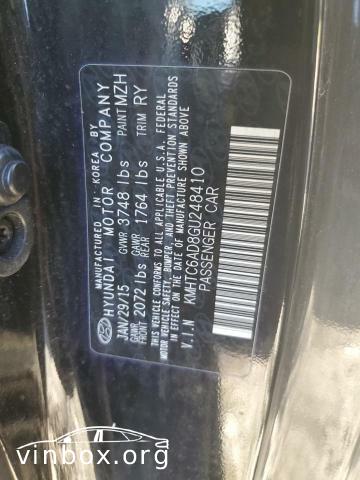 MANUFACTURED IN - KOREA BY
HYUNDAI MOTOR COMPANY
JAN/29/15 GVWR 3748 lbs PAINT MZH
GAWR FRONT 2072 lbs GAWR REAR 1764 lbs TRIM RY
THIS VEHICLE CONFORMS TO ALL APPLICABLE U.S.A. FEDERAL
MOTOR VEHICLE SAFETY, BUMPER, AND THEFT PREVENTION STANDARDS
IN EFFECT ON THE DATE OF MANUFACTURE SHOWN ABOVE
V.I.N KMHTC6AD8GU248410
PASSENGER CAR
vinbox.org